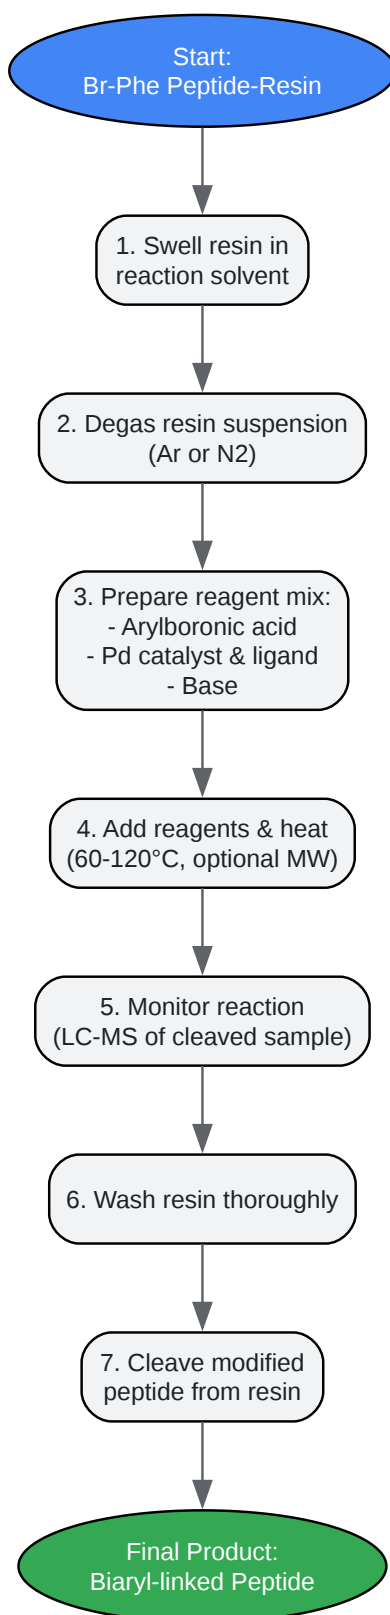 Start:
Br-Phe Peptide-Resin
1. Swell resin in
reaction solvent
2. Degas resin suspension
(Ar or N2)
3. Prepare reagent mix:
- Arylboronic acid
- Pd catalyst & ligand
- Base
4. Add reagents & heat
(60-120°C, optional MW)
5. Monitor reaction
(LC-MS of cleaved sample)
6. Wash resin thoroughly
7. Cleave modified
peptide from resin
Final Product:
Biaryl-linked Peptide